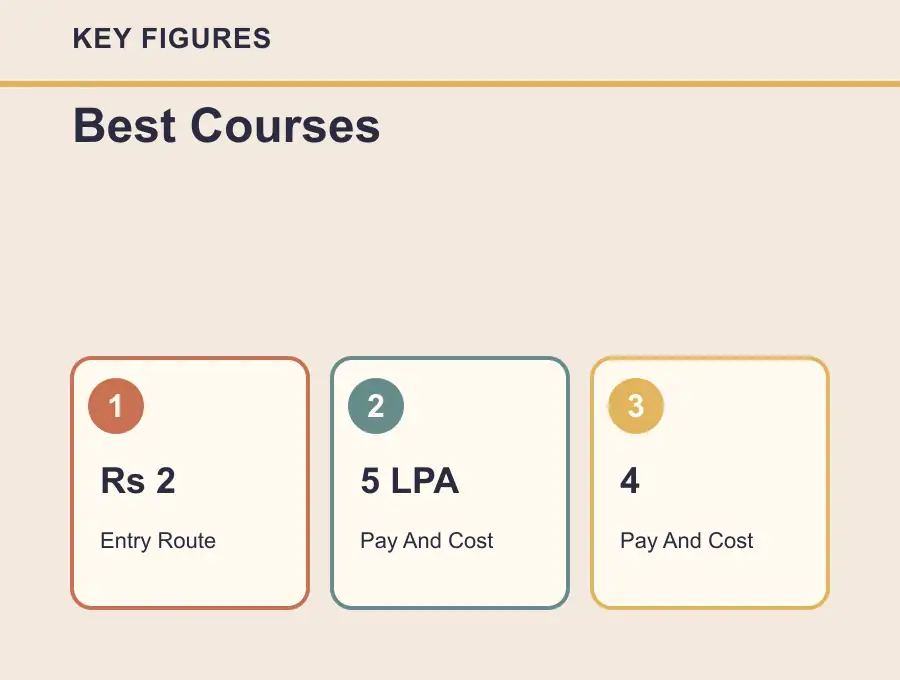 KEY FIGURES
Best Courses
1
Rs 2
Entry Route
2
5 LPA
Pay And Cost
3
4
Pay And Cost